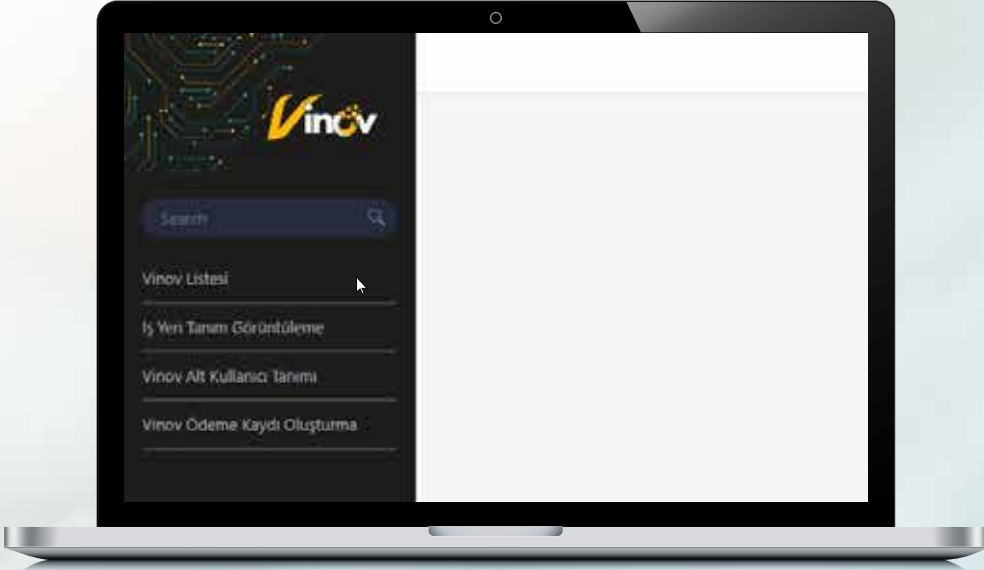 Vinov
Search
Vinov Listesi
İş Yeri Tanım Görüntüleme
Vinov Alt Kullanıcı Tanımı
Vinov Ödeme Kaydı Oluşturma